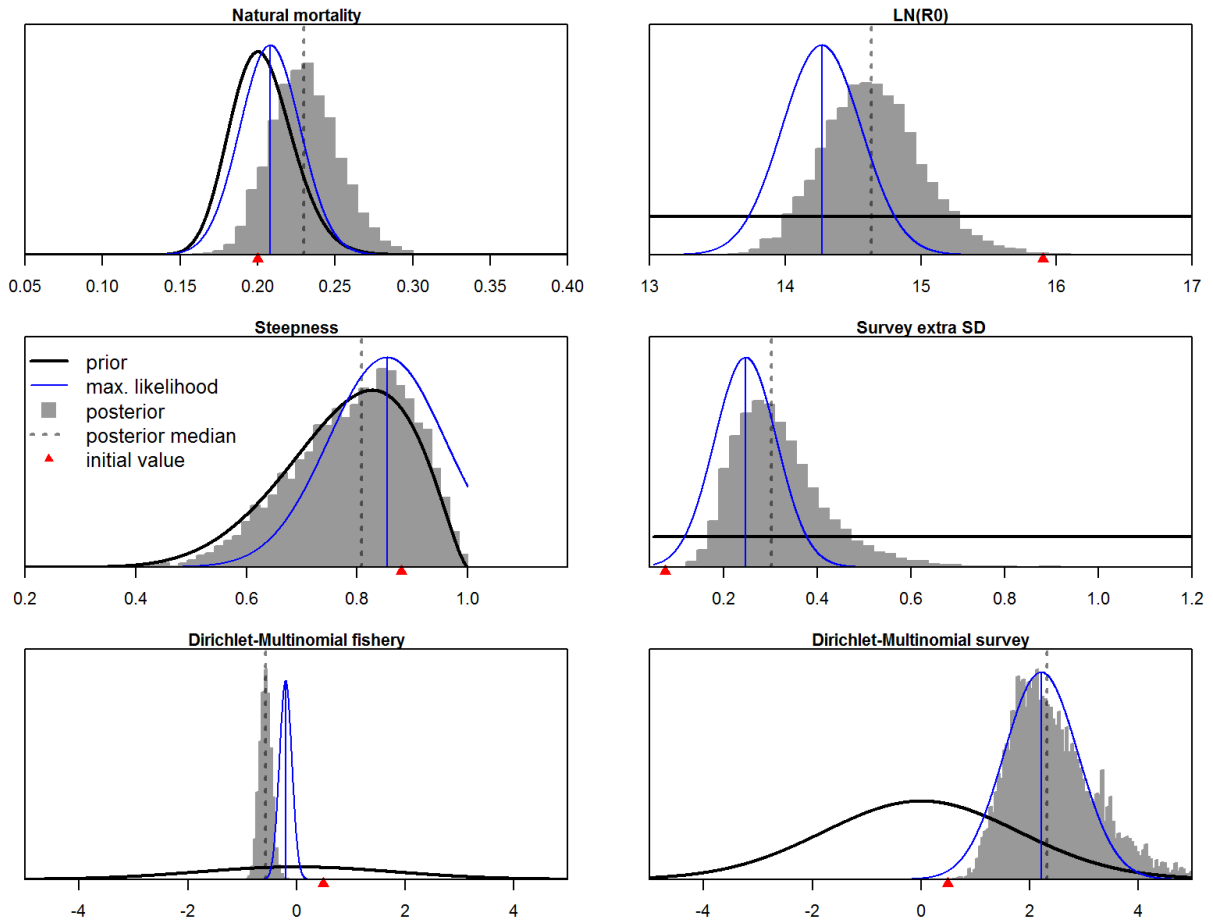 Natural mortality
0.05 0.10 0.15 0.20 0.25 0.30 0.35 0.40
LN(R0)
13 14 15 16 17
Steepness
prior
max. likelihood
posterior
posterior median
initial value
0.2 0.4 0.6 0.8 1.0
Survey extra SD
0.2 0.4 0.6 0.8 1.0 1.2
Dirichlet-Multinomial fishery
-4 -2 0 2 4
Dirichlet-Multinomial survey
-4 -2 0 2 4